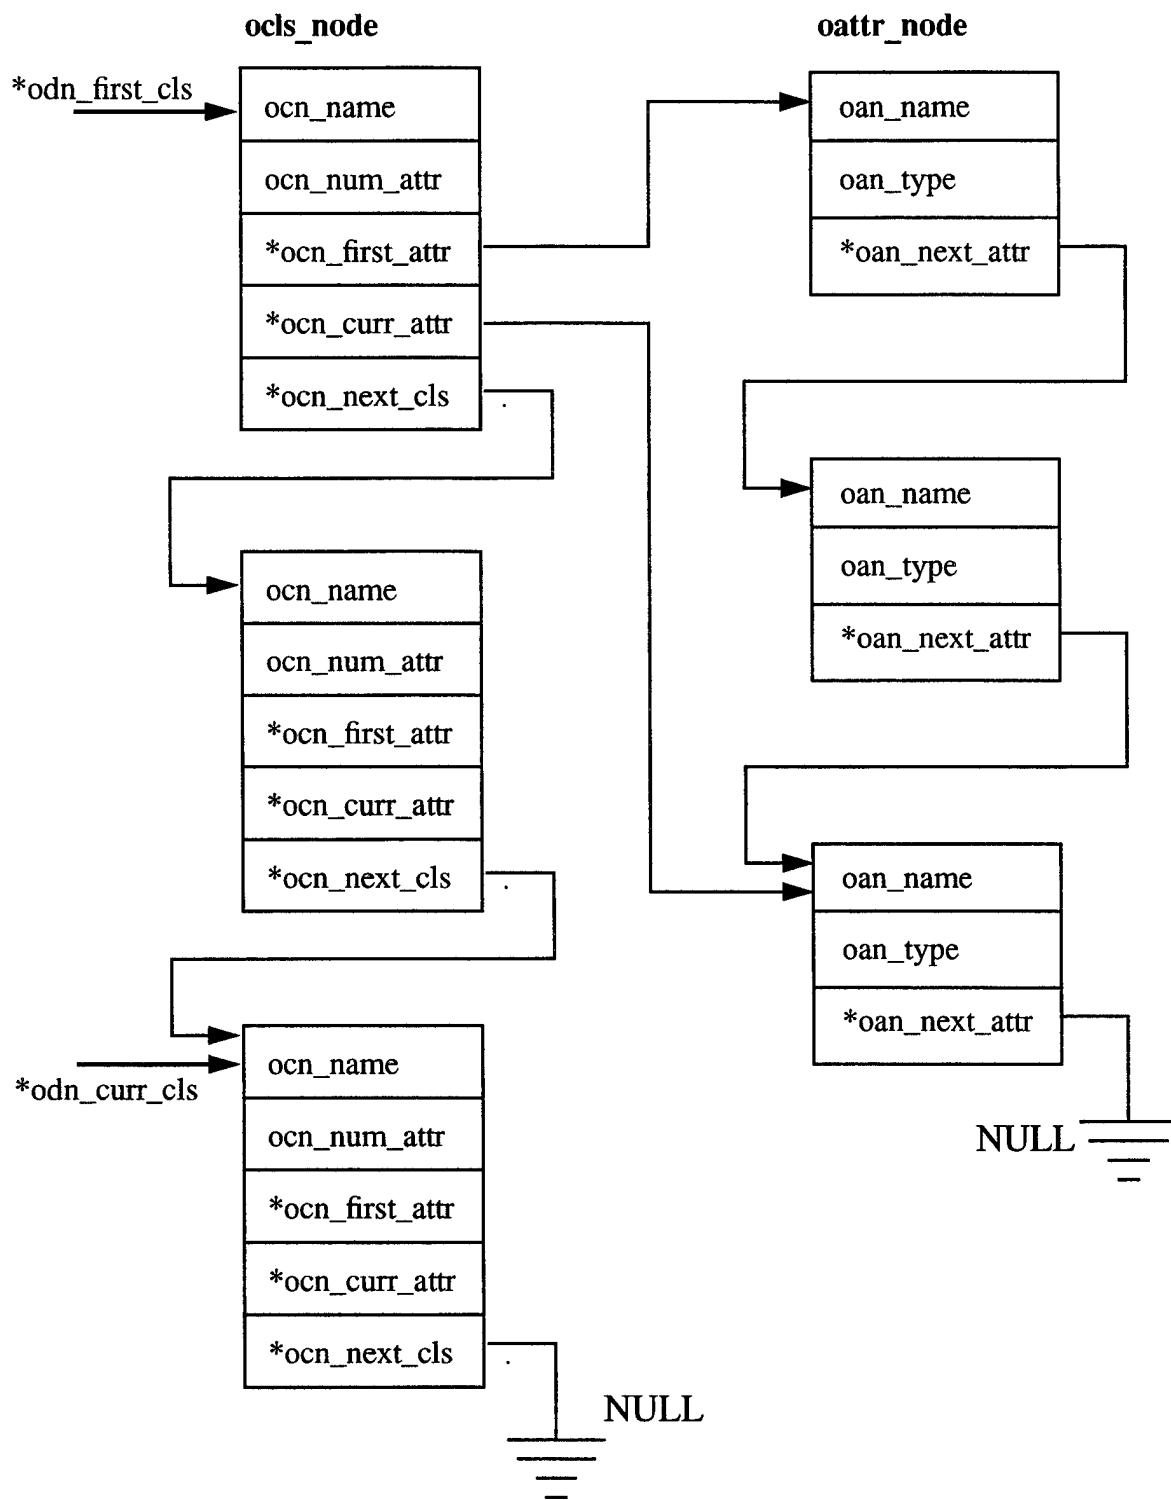 ocls_node
oattr_node
*odn_first_cls
ocn_name
ocn_num_attr
*ocn_first_attr
*ocn_curr_attr
*ocn_next_cls
oan_name
oan_type
*oan_next_attr
ocn_name
ocn_num_attr
*ocn_first_attr
*ocn_curr_attr
*ocn_next_cls
oan_name
oan_type
*oan_next_attr
*odn_curr_cls
ocn_name
ocn_num_attr
*ocn_first_attr
*ocn_curr_attr
*ocn_next_cls
NULL
oan_name
oan_type
*oan_next_attr
NULL